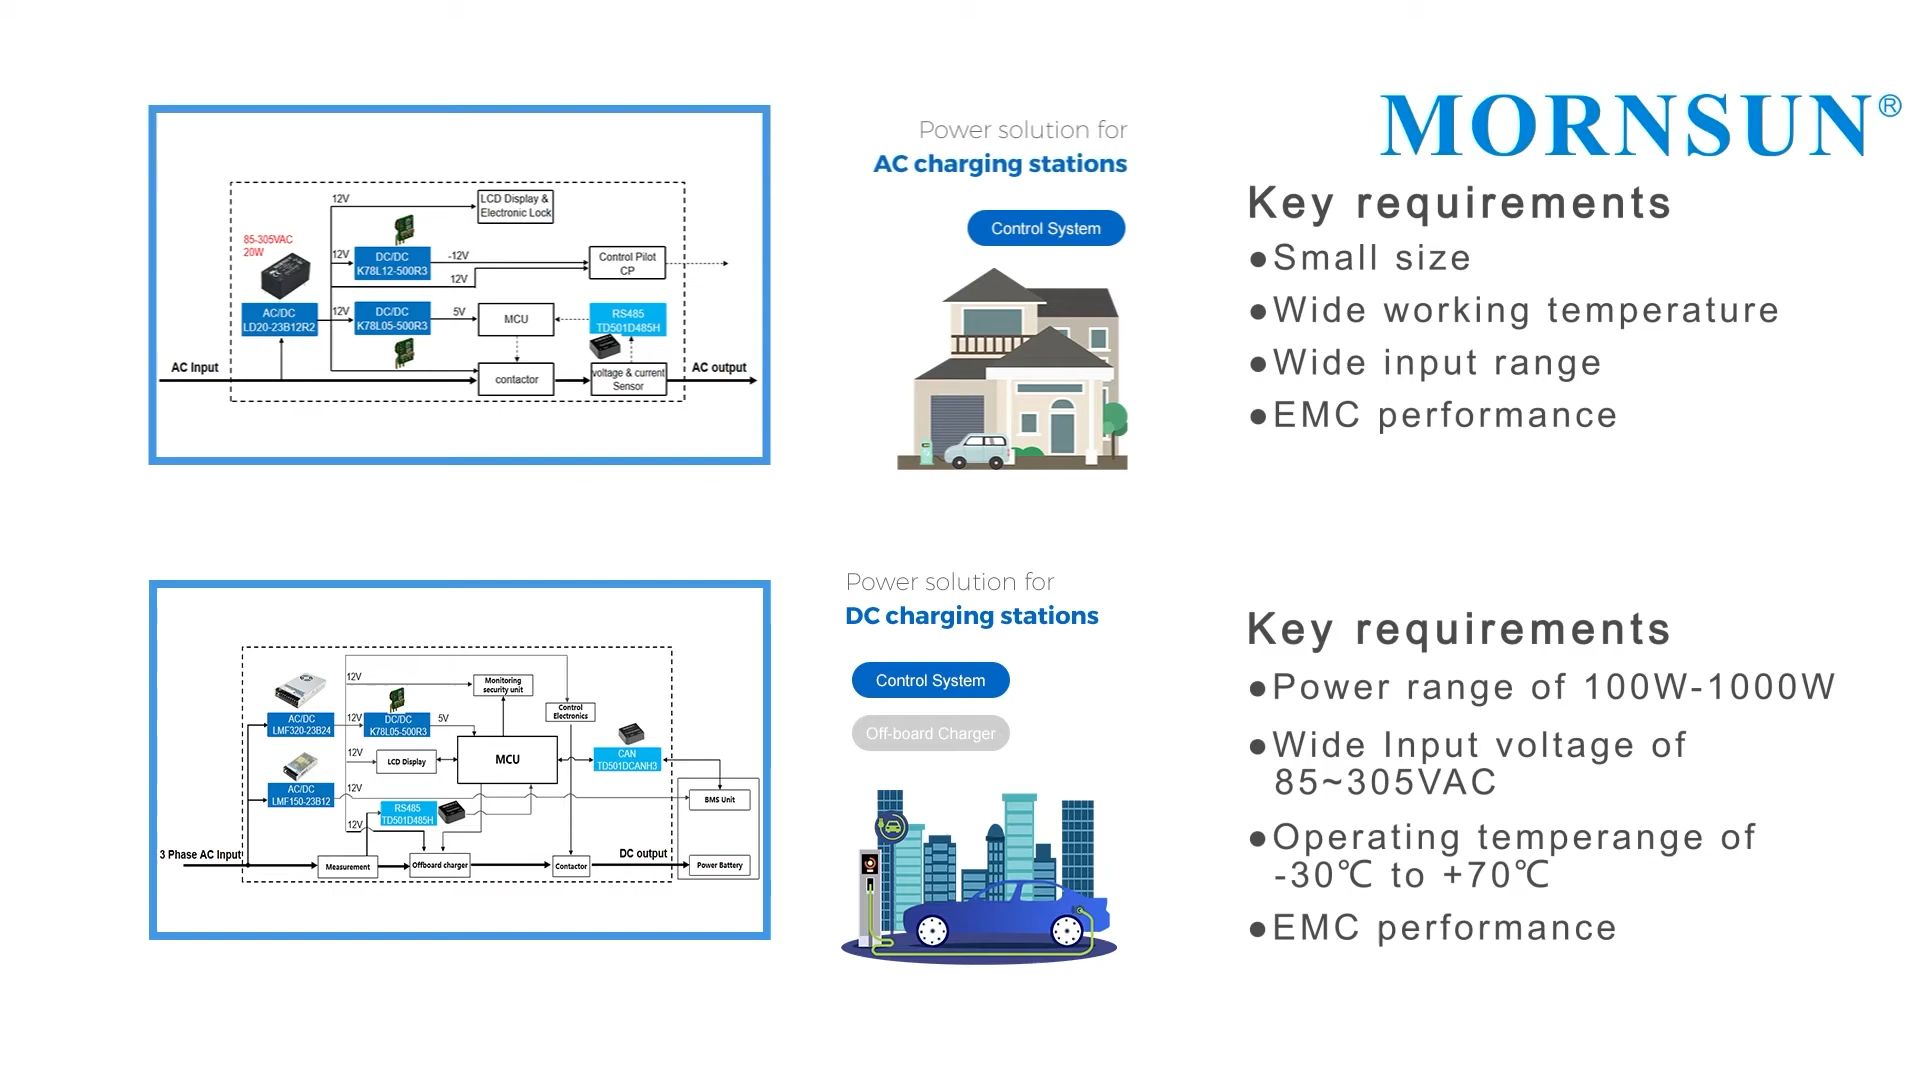 MORNSUN®
Power solution for
AC charging stations
Control System
Key requirements
●Small size
●Wide working temperature
●Wide input range
●EMC performance
85-305VAC
20W
AC/DC
LD20-23B12R2
12V
LCD Display &
Electronic Lock
12V
DC/DC
K78L12-500R3
-12V
12V
Control Pilot
CP
12V
DC/DC
K78L05-500R3
5V
MCU
RS485
TD501D485H
AC Input
contactor
voltage & current
Sensor
AC output
Power solution for
DC charging stations
Control System
Off-board Charger
Key requirements
●Power range of 100W-1000W
●Wide Input voltage of
85~305VAC
●Operating temperange of
-30℃ to +70℃
●EMC performance
12V
Monitoring
security unit
Control
Electronics
AC/DC
LMF320-23B24
12V
DC/DC
K78L05-500R3
5V
MCU
CAN
TD501DCANH3
12V
LCD Display
AC/DC
LMF150-23B12
12V
BMS Unit
RS485
TD501D485H
12V
3 Phase AC Input
Measurement
Offboard charger
Contactor
DC output
Power Battery